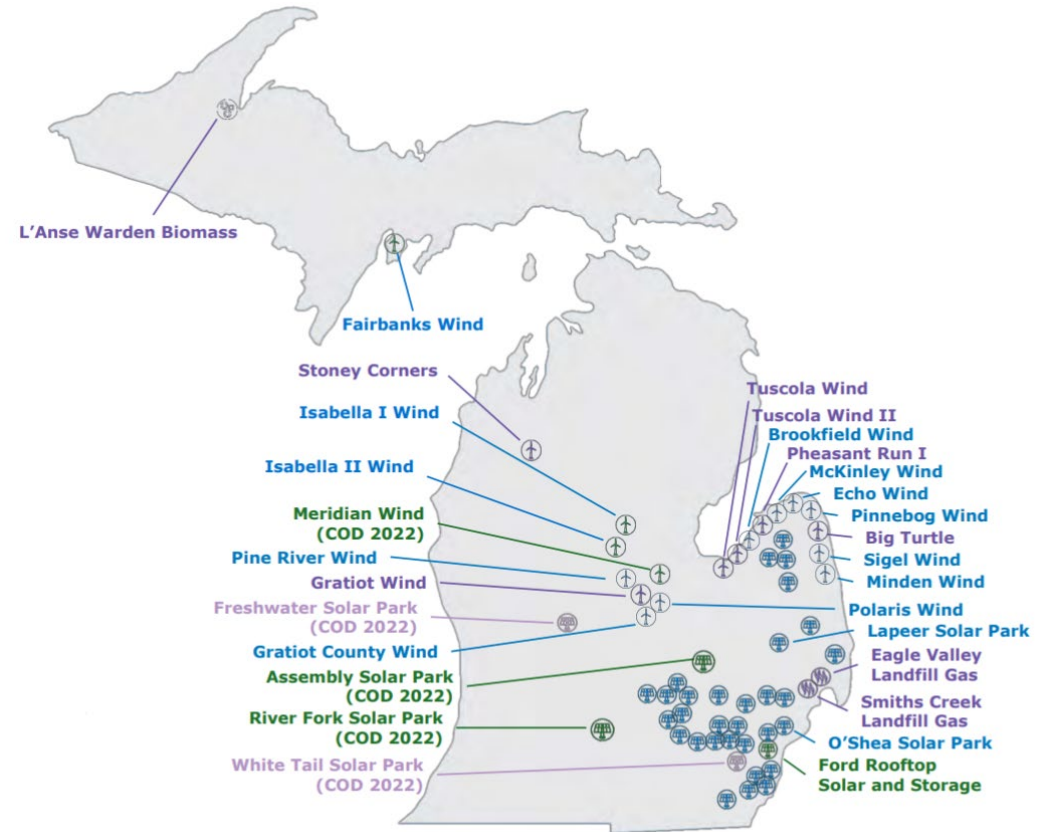 L'Anse Warden Biomass
Fairbanks Wind
Stoney Corners
Isabella I Wind
Isabella II Wind
Meridian Wind
(COD 2022)
Pine River Wind
Gratiot Wind
Freshwater Solar Park
(COD 2022)
Gratiot County Wind
Assembly Solar Park
(COD 2022)
River Fork Solar Park
(COD 2022)
White Tail Solar Park
(COD 2022)
Tuscola Wind
Tuscola Wind II
Brookfield Wind
Pheasant Run I
McKinley Wind
Echo Wind
Pinnebog Wind
Big Turtle
Sigel Wind
Minden Wind
Polaris Wind
Lapeer Solar Park
Eagle Valley
Landfill Gas
Smiths Creek
Landfill Gas
O'Shea Solar Park
Ford Rooftop
Solar and Storage